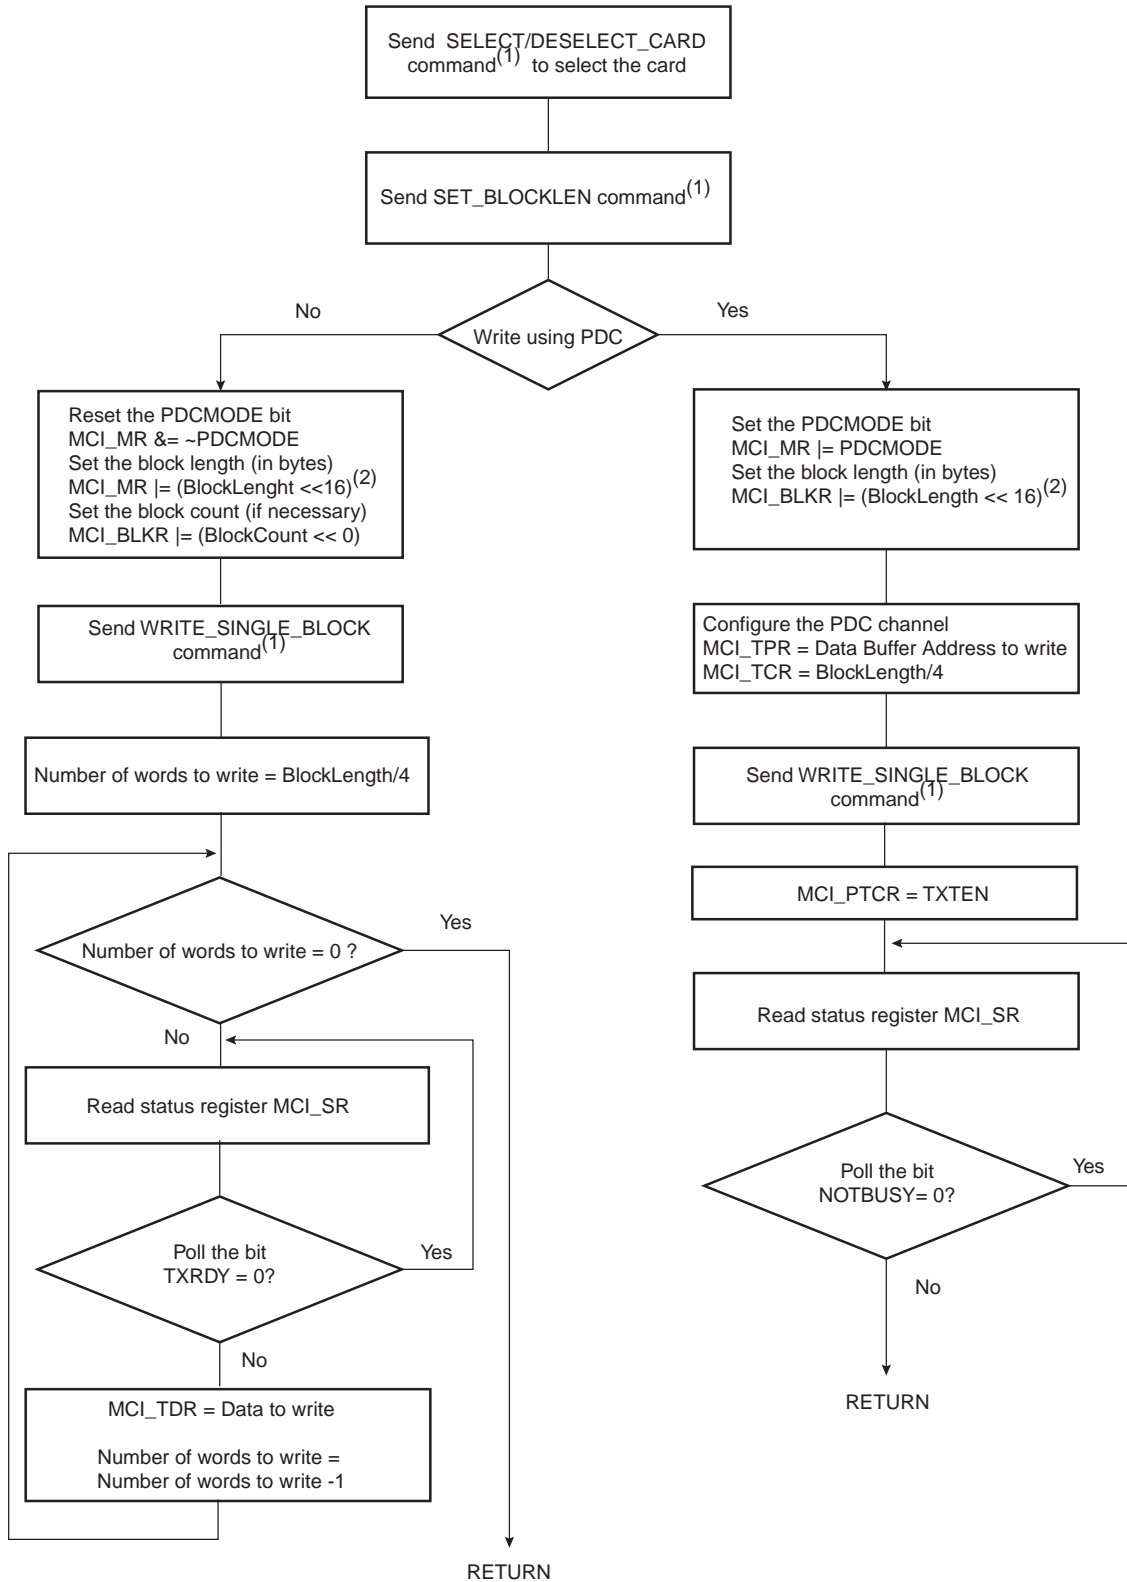 Send SELECT/DESELECT_CARD
command(1) to select the card
Send SET_BLOCKLEN command(1)
No
Yes
Write using PDC
Reset the PDCMODE bit
MCI_MR &= ~PDCMODE
Set the block length (in bytes)
MCI_MR |= (BlockLenght <<16)(2)
Set the block count (if necessary)
MCI_BLKR |= (BlockCount << 0)
Send WRITE_SINGLE_BLOCK
command(1)
Number of words to write = BlockLength/4
Number of words to write = 0 ?
Yes
No
Read status register MCI_SR
Poll the bit
TXRDY = 0?
Yes
No
MCI_TDR = Data to write
Number of words to write =
Number of words to write -1
RETURN
Set the PDCMODE bit
MCI_MR |= PDCMODE
Set the block length (in bytes)
MCI_BLKR |= (BlockLength << 16)(2)
Configure the PDC channel
MCI_TPR = Data Buffer Address to write
MCI_TCR = BlockLength/4
Send WRITE_SINGLE_BLOCK
command(1)
MCI_PTCR = TXTEN
Read status register MCI_SR
Poll the bit
NOTBUSY= 0?
Yes
No
RETURN